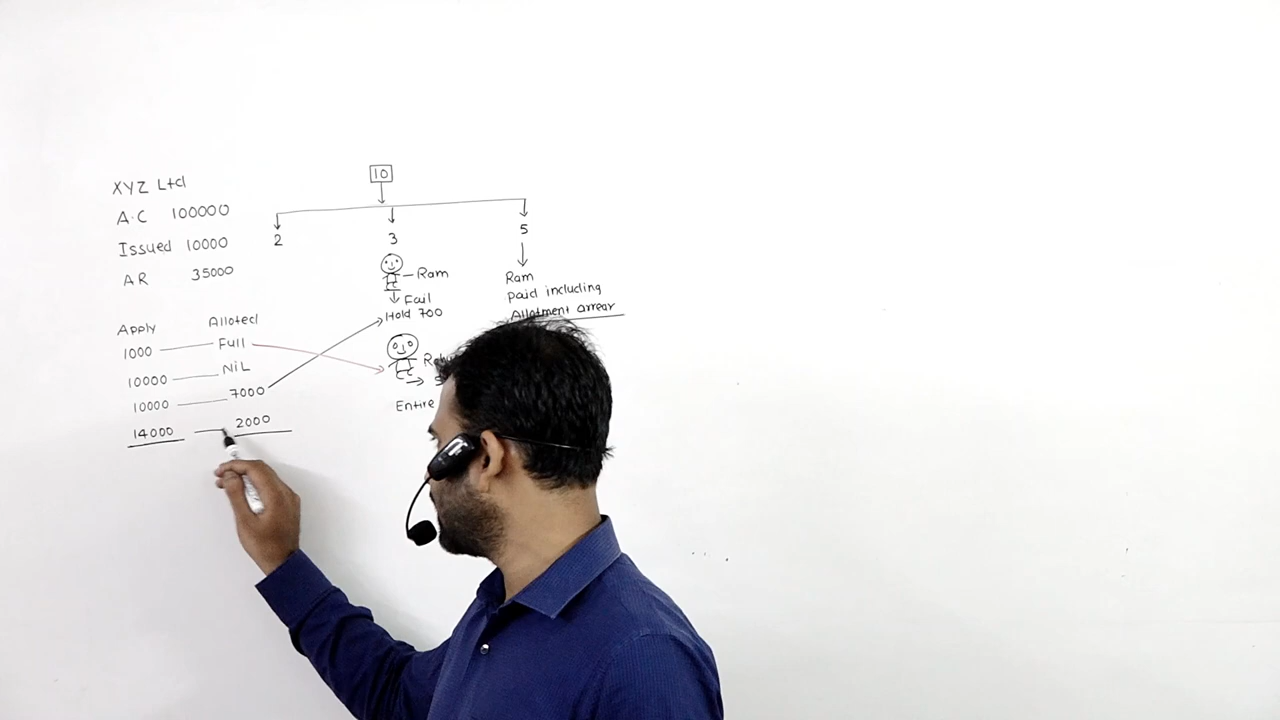 XYZ Ltd
A.C 100000
Issued 10000
AR 35000
Apply Alloted
1000 Full
10000 NiL
10000 7000
14000 2000
10
2 3 5
Ram
Fail
Hold 700
Entire
Ram
paid including
Allotment arrear